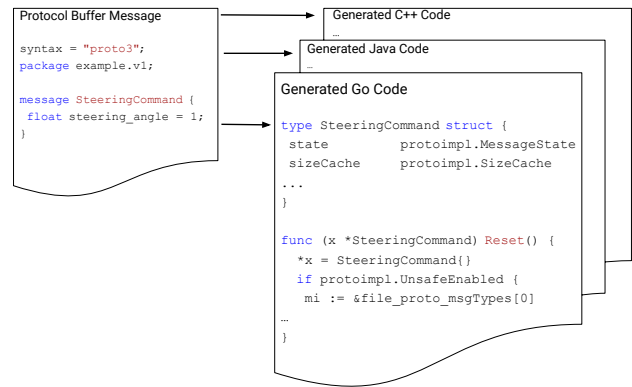 Protocol Buffer Message
syntax = "proto3";
package example.v1;
message SteeringCommand {
float steering_angle = 1;
}
Generated C++ Code
…
Generated Java Code
…
Generated Go Code
type SteeringCommand struct {
state protoimpl.MessageState
sizeCache protoimpl.SizeCache
...
}
func (x *SteeringCommand) Reset() {
*x = SteeringCommand{}
if protoimpl.UnsafeEnabled {
mi := &file_proto_msgTypes[0]
…
}